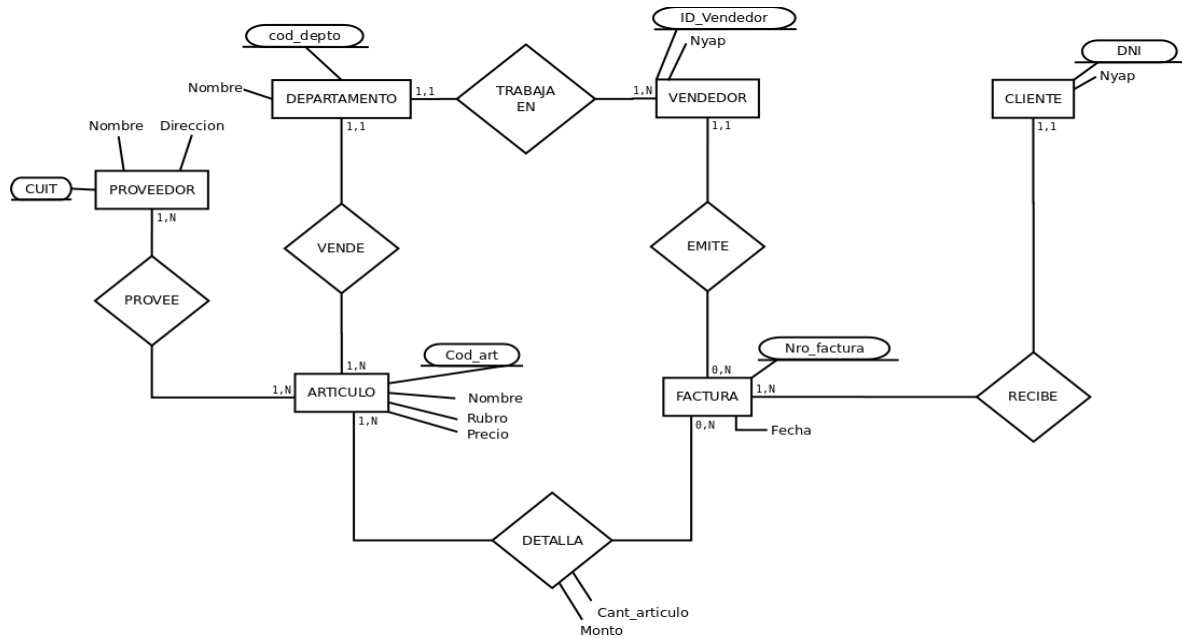 ID_Vendedor
cod_depto
Nyap
DNI
Nyap
Nombre
DEPARTAMENTO
1,1
TRABAJA
EN
1,N
VENDEDOR
CLIENTE
1,1
1,1
1,1
Nombre
Direccion
CUIT
PROVEEDOR
1,N
VENDE
EMITE
PROVEE
Cod_art
Nro_factura
1,N
0,N
1,N
ARTICULO
Nombre
FACTURA
1,N
RECIBE
1,N
Rubro
0,N
Fecha
Precio
DETALLA
Cant_articulo
Monto